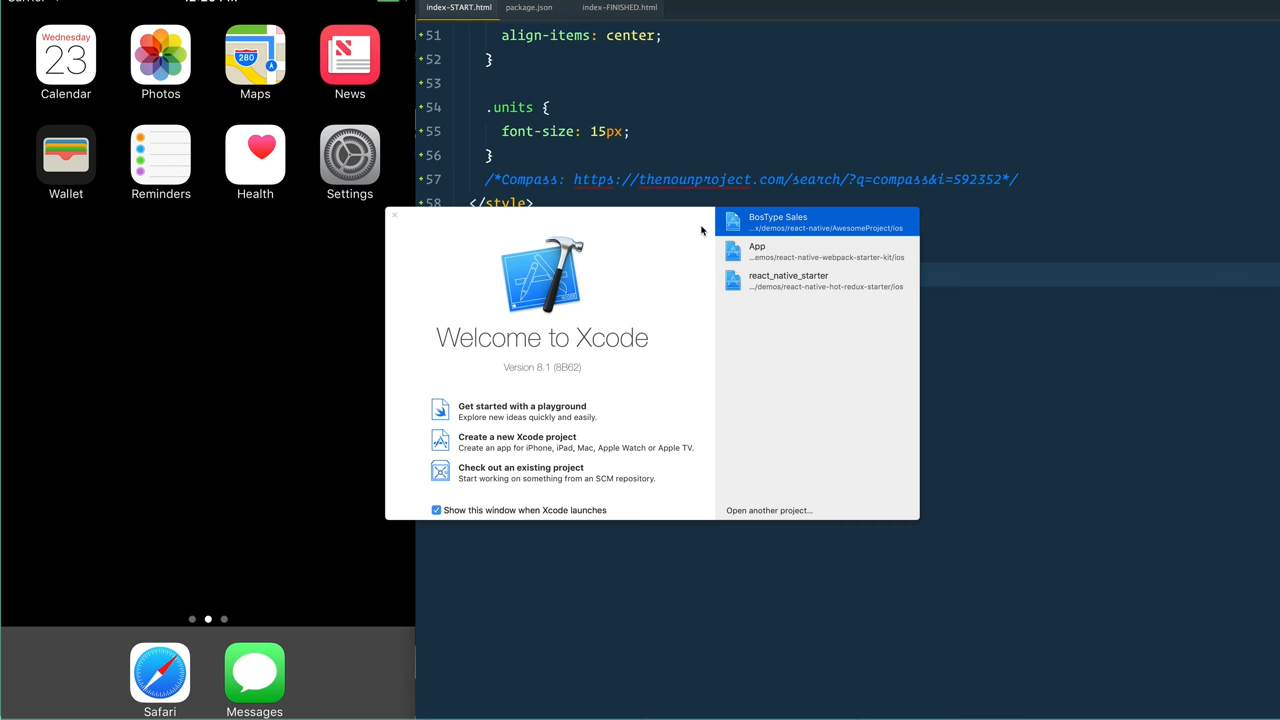 Wednesday
23
Calendar
Photos
280
Maps
News
Wallet
Reminders
Health
Settings
Safari
Messages
index-START.html
package.json
index-FINISHED.html
51 align-items: center;
52 }
53
54 .units {
55 font-size: 15px;
56 }
57 /*Compass: https://thenounproject.com/search/?q=compass&i=592352*/
58 </style>
Welcome to Xcode
Version 8.1 (8B62)
Get started with a playground
Explore new ideas quickly and easily.
Create a new Xcode project
Create an app for iPhone, iPad, Mac, Apple Watch or Apple TV.
Check out an existing project
Start working on something from an SCM repository.
Show this window when Xcode launches
BosType Sales
...x/demos/react-native/AwesomeProject/ios
App
...emos/react-native-webpack-starter-kit/ios
react_native_starter
.../demos/react-native-hot-redux-starter/ios
Open another project...